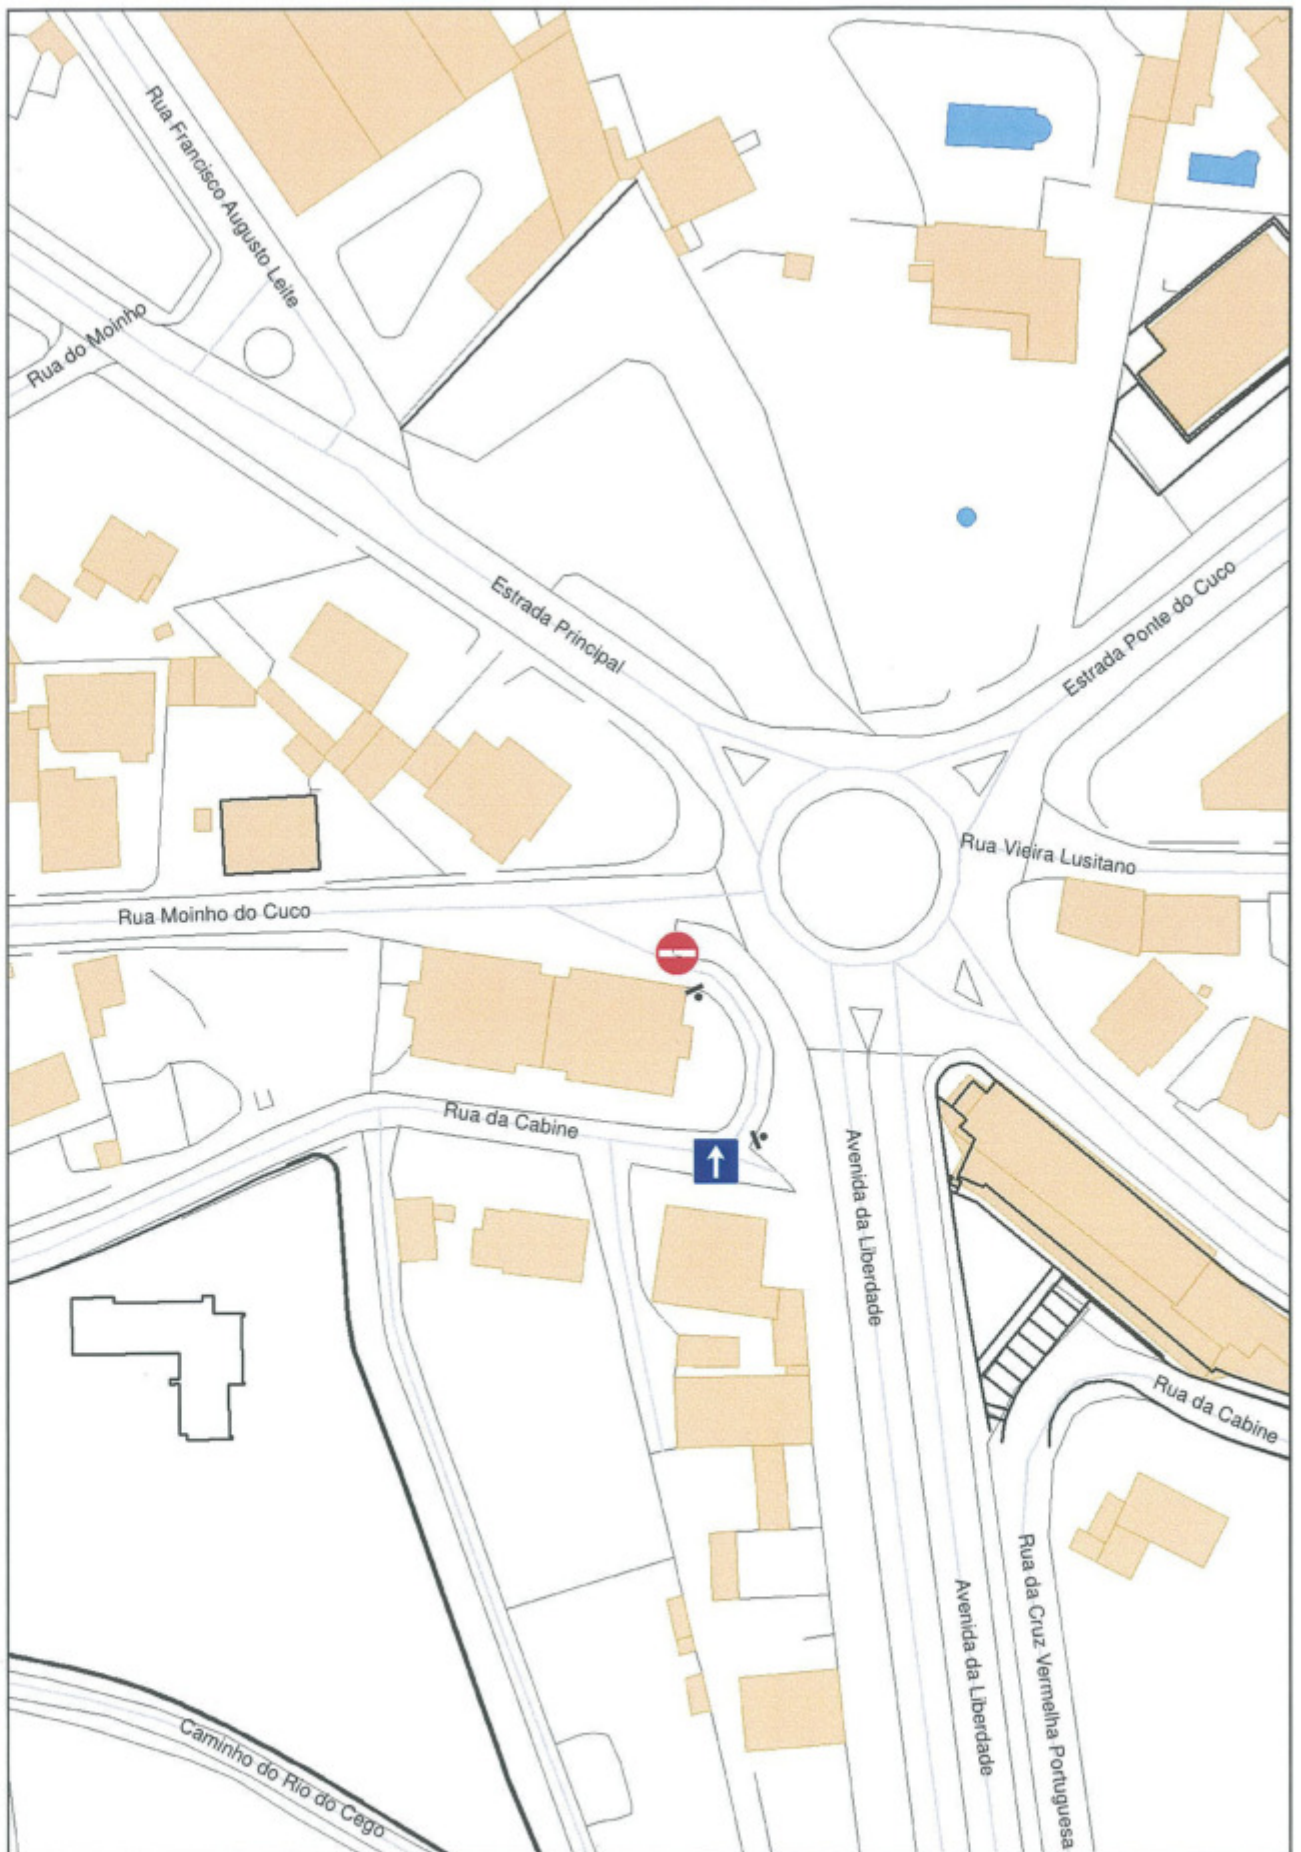 Rua Francisco Augusto Leite
Rua do Moinho
Estrada Principal
Estrada Ponte do Cuco
Rua Vieira Lusitano
Rua Moinho do Cuco
Rua da Cabine
Avenida da Liberdade
Rua da Cabine
Rua da Cruz Vermelha Portuguesa
Avenida da Liberdade
Caminho do Rio do Cego